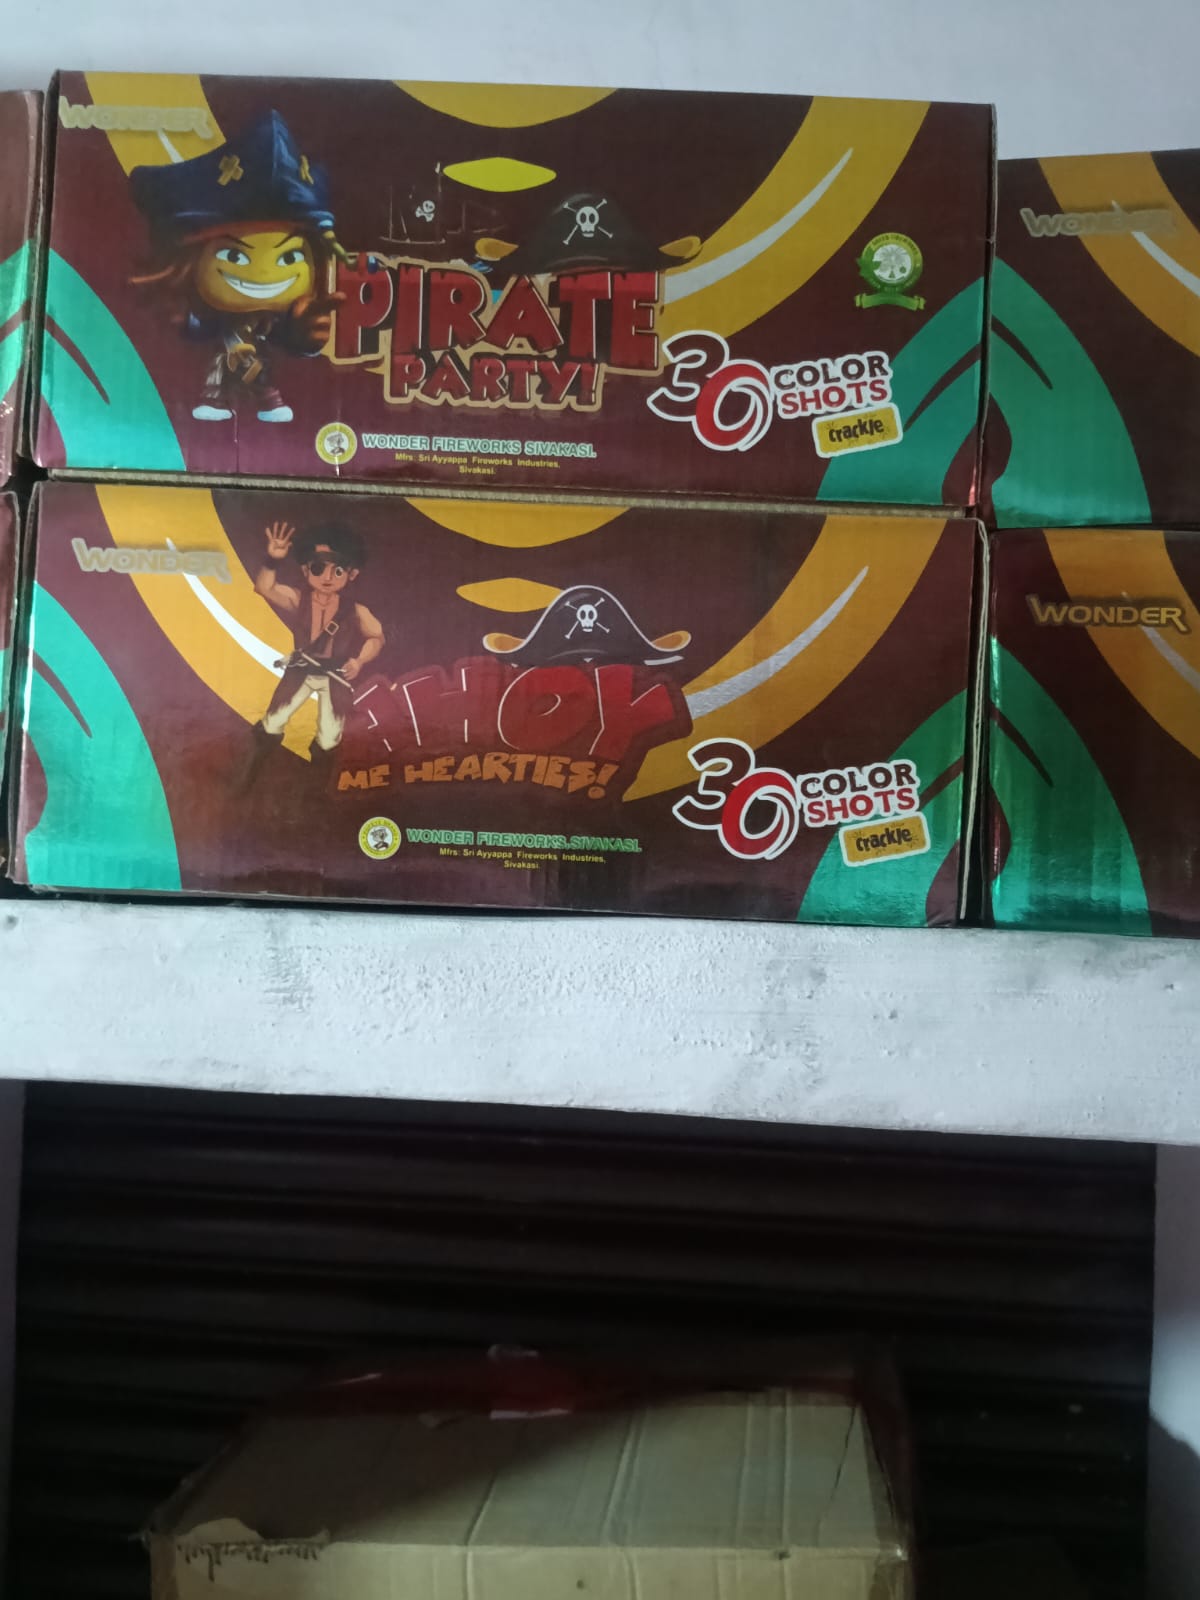 WONDER
PIRATE
PARTY!
30 COLOR
SHOTS
crackle
WONDER FIREWORKS SIVAKASI.
Mfrs: Sri Ayyappa Fireworks Industries,
Sivakasi.
WONDER
WONDER
AHOY
ME HEARTIES!
30 COLOR
SHOTS
crackle
WONDER FIREWORKS, SIVAKASI.
Mfrs: Sri Ayyappa Fireworks Industries,
Sivakasi.
WONDER